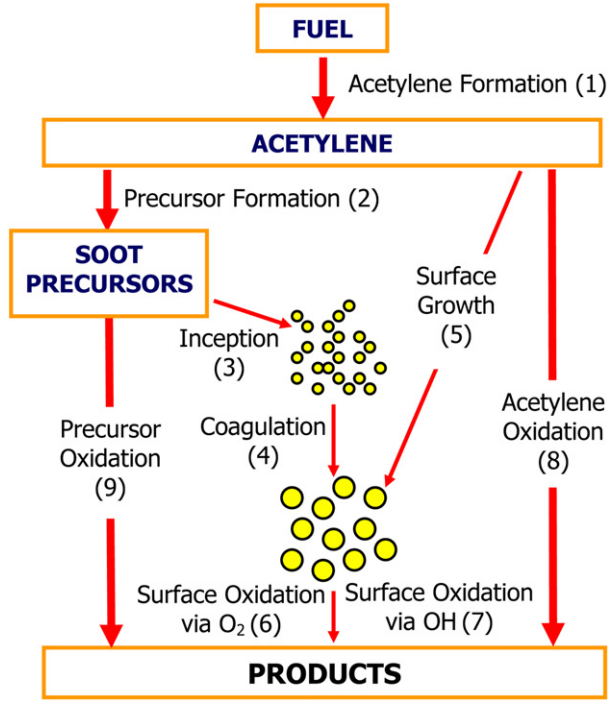 FUEL
Acetylene Formation (1)
ACETYLENE
Precursor Formation (2)
SOOT
PRECURSORS
Surface
Growth
(5)
Inception
(3)
Coagulation
(4)
Acetylene
Oxidation
(8)
Precursor
Oxidation
(9)
Surface Oxidation
via O₂ (6)
Surface Oxidation
via OH (7)
PRODUCTS